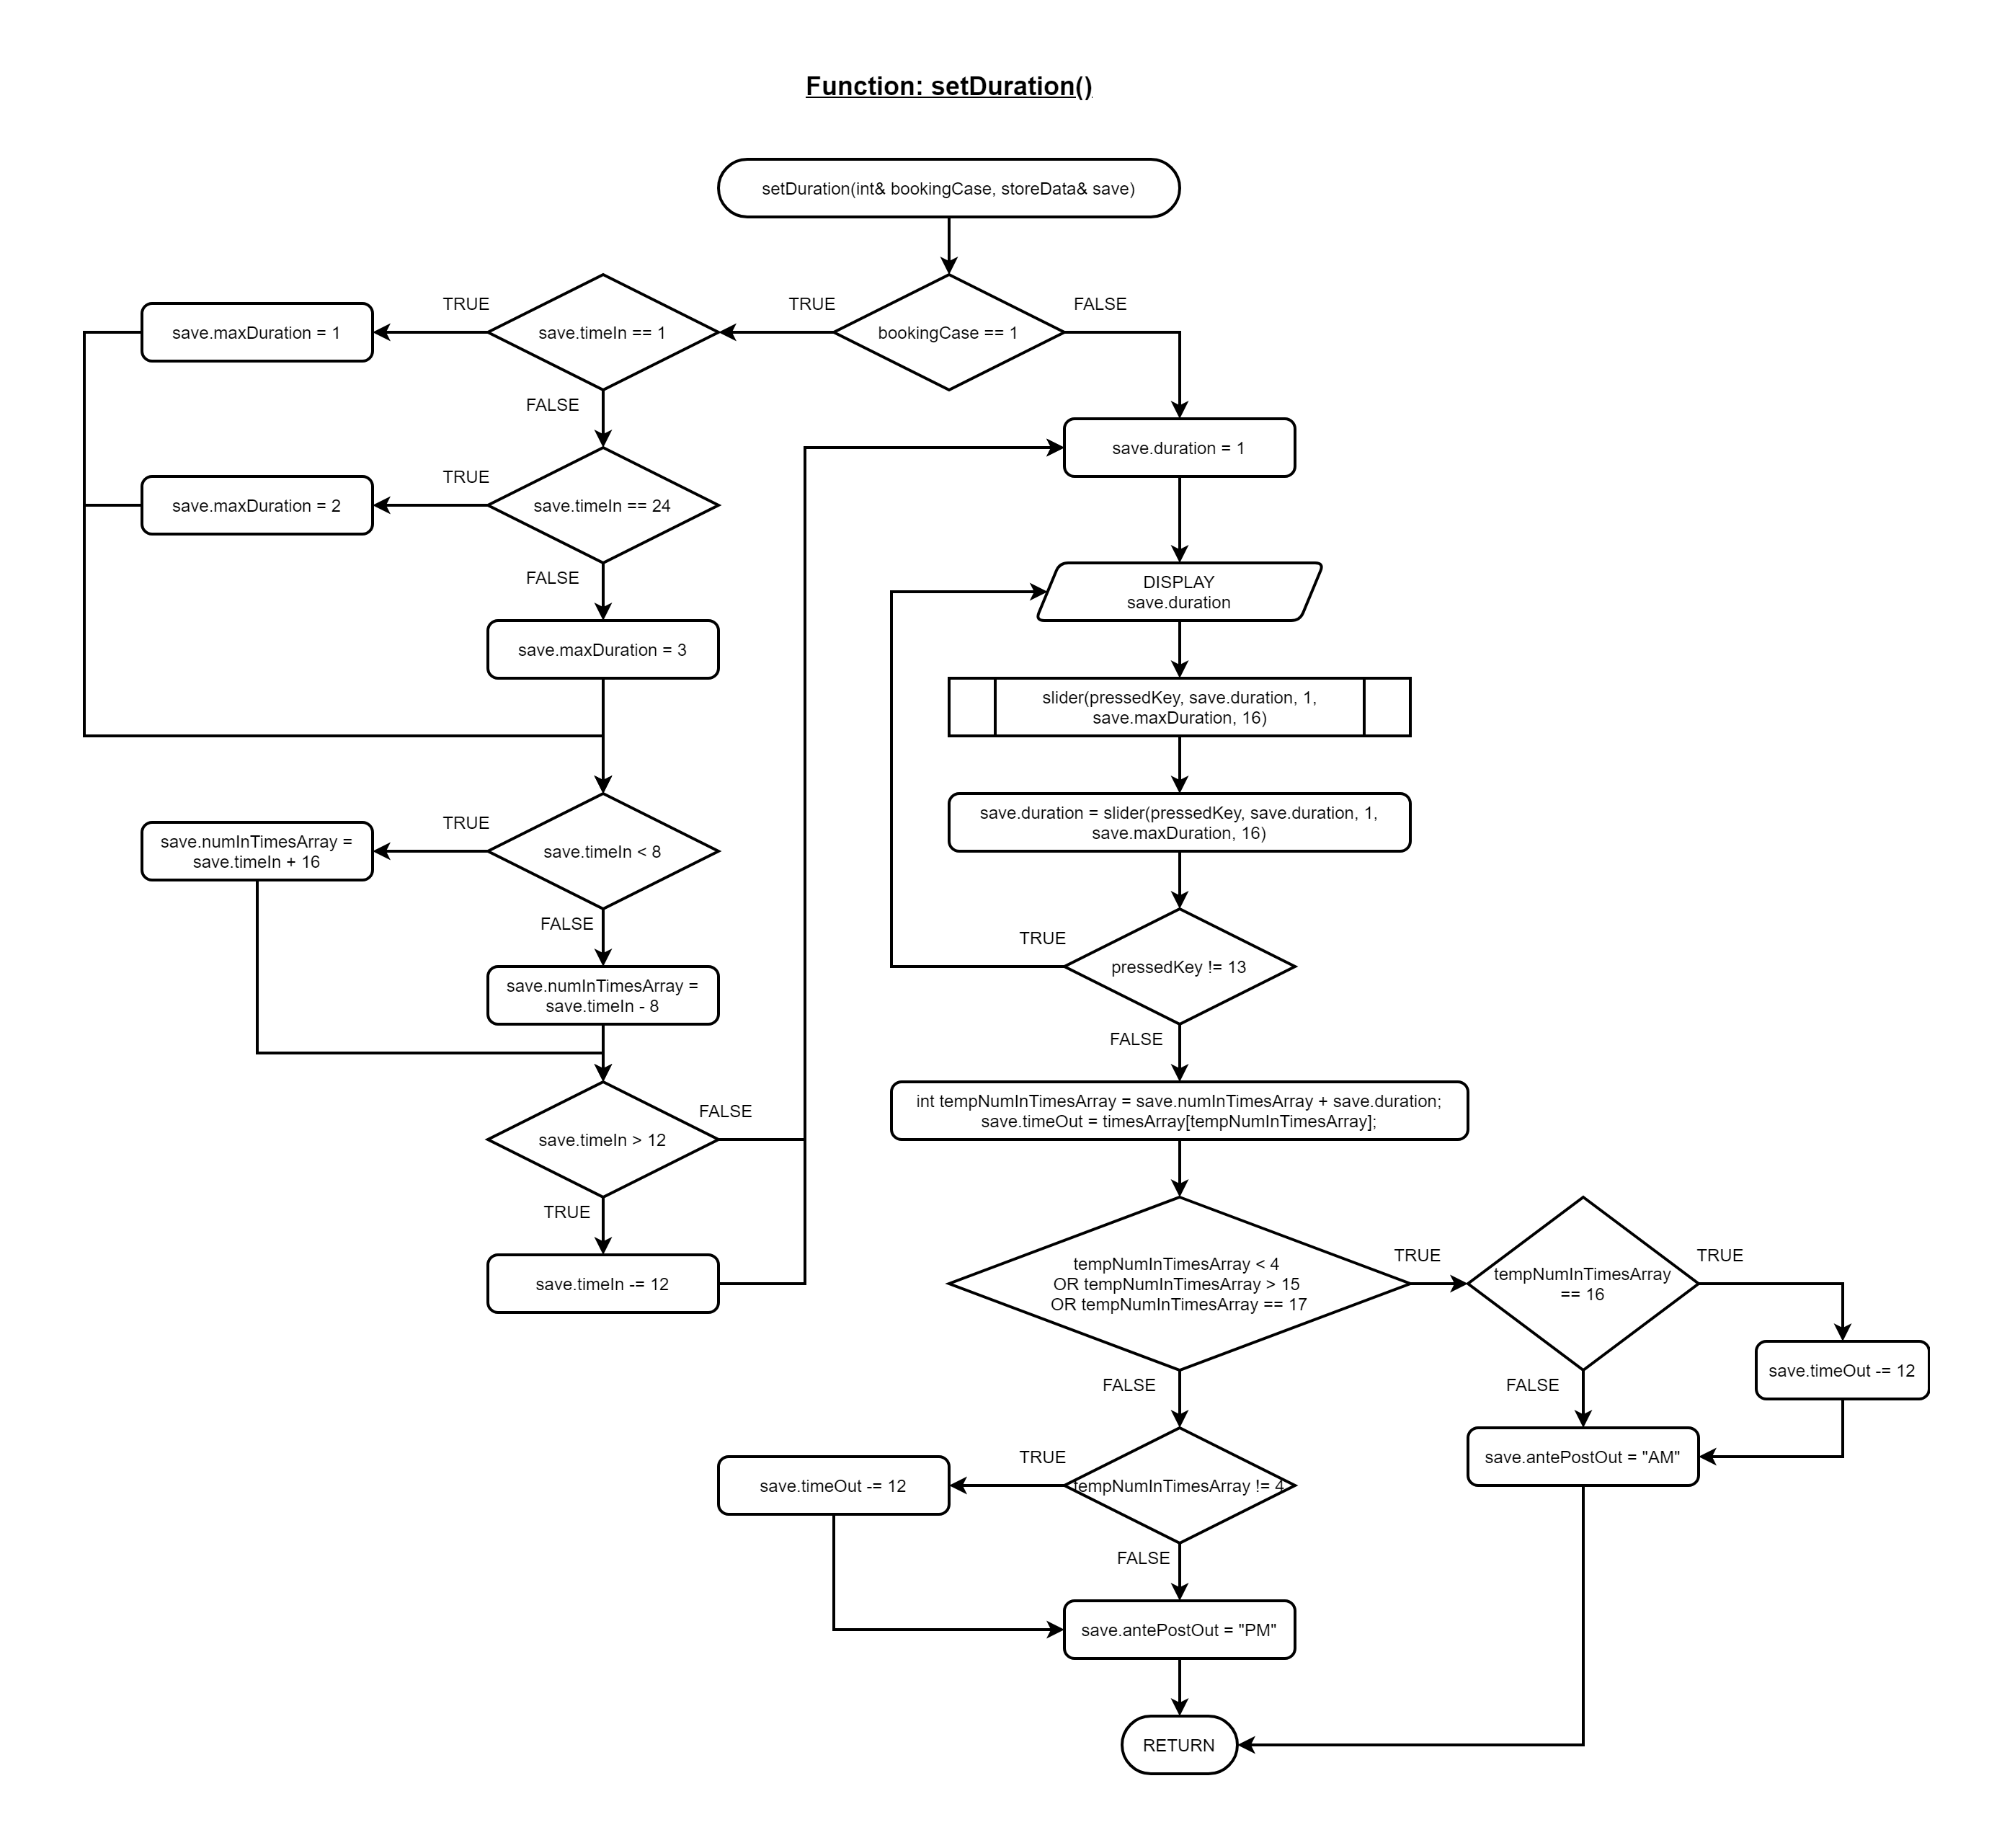 Function: setDuration()
setDuration(int& bookingCase, storeData& save)
bookingCase == 1
TRUE
FALSE
save.timeIn == 1
TRUE
FALSE
save.maxDuration = 1
save.timeIn == 24
TRUE
FALSE
save.maxDuration = 2
save.maxDuration = 3
save.timeIn < 8
TRUE
FALSE
save.numInTimesArray =
save.timeIn + 16
save.numInTimesArray =
save.timeIn - 8
save.timeIn > 12
FALSE
TRUE
save.timeIn -= 12
save.duration = 1
DISPLAY
save.duration
slider(pressedKey, save.duration, 1,
save.maxDuration, 16)
save.duration = slider(pressedKey, save.duration, 1,
save.maxDuration, 16)
pressedKey != 13
TRUE
FALSE
int tempNumInTimesArray = save.numInTimesArray + save.duration;
save.timeOut = timesArray[tempNumInTimesArray];
tempNumInTimesArray < 4
OR tempNumInTimesArray > 15
OR tempNumInTimesArray == 17
TRUE
FALSE
tempNumInTimesArray
== 16
TRUE
FALSE
save.timeOut -= 12
save.antePostOut = "AM"
tempNumInTimesArray != 4
TRUE
FALSE
save.timeOut -= 12
save.antePostOut = "PM"
RETURN